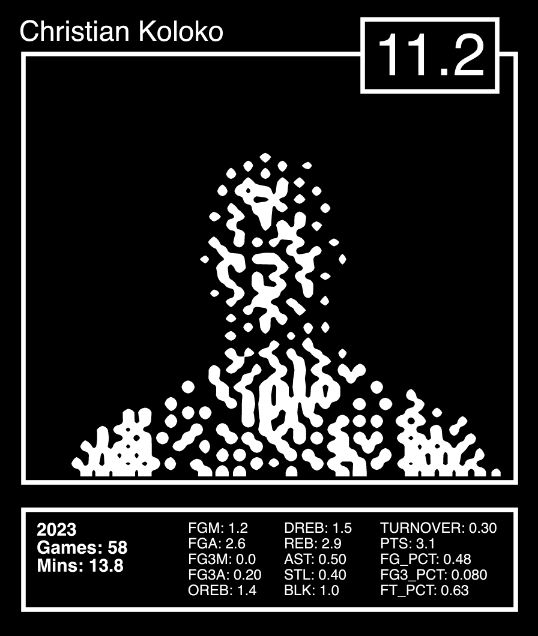 Christian Koloko
11.2
2023
Games: 58
Mins: 13.8
FGM: 1.2
FGA: 2.6
FG3M: 0.0
FG3A: 0.20
OREB: 1.4
DREB: 1.5
REB: 2.9
AST: 0.50
STL: 0.40
BLK: 1.0
TURNOVER: 0.30
PTS: 3.1
FG_PCT: 0.48
FG3_PCT: 0.080
FT_PCT: 0.63